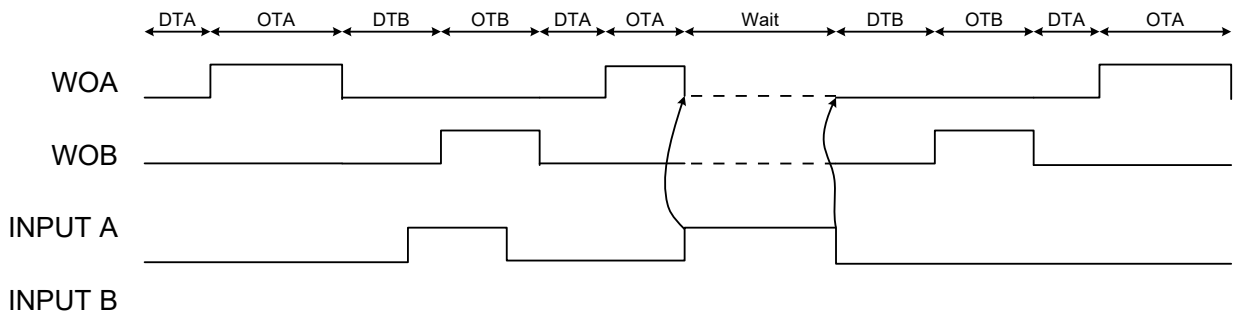 DTA OTA DTB OTB DTA OTA Wait DTB OTB DTA OTA
WOA
WOB
INPUT A
INPUT B